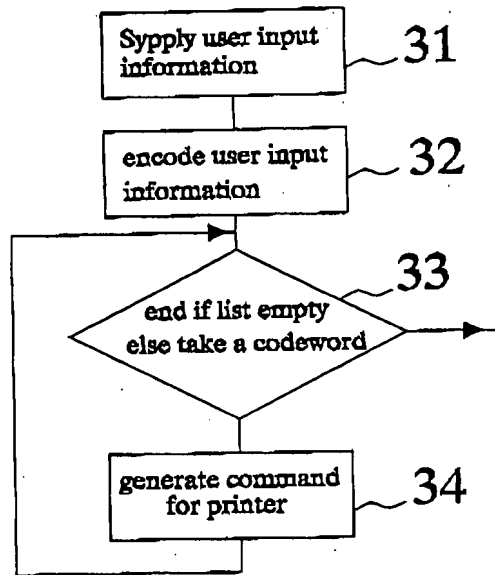 Sypply user input
information
31
encode user input
information
32
33
end if list empty
else take a codeword
generate command
for printer
34